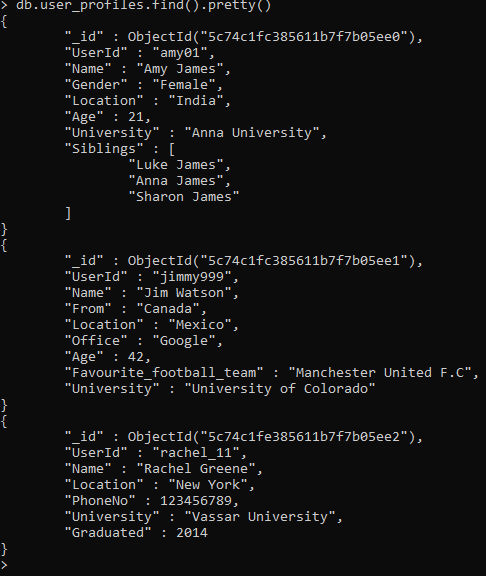 > db.user_profiles.find().pretty()
{
        "_id" : ObjectId("5c74c1fc385611b7f7b05ee0"),
        "UserId" : "amy01",
        "Name" : "Amy James",
        "Gender" : "Female",
        "Location" : "India",
        "Age" : 21,
        "University" : "Anna University",
        "Siblings" : [
                "Luke James",
                "Anna James",
                "Sharon James"
        ]
}
{
        "_id" : ObjectId("5c74c1fc385611b7f7b05ee1"),
        "UserId" : "jimmy999",
        "Name" : "Jim Watson",
        "From" : "Canada",
        "Location" : "Mexico",
        "Office" : "Google",
        "Age" : 42,
        "Favourite_football_team" : "Manchester United F.C",
        "University" : "University of Colorado"
}
{
        "_id" : ObjectId("5c74c1fe385611b7f7b05ee2"),
        "UserId" : "rachel_11",
        "Name" : "Rachel Greene",
        "Location" : "New York",
        "PhoneNo" : 123456789,
        "University" : "Vassar University",
        "Graduated" : 2014
}
>